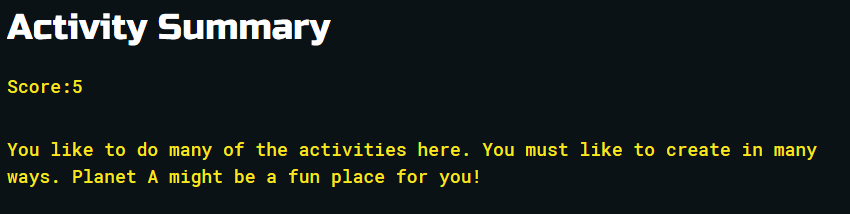 Activity Summary
Score:5
You like to do many of the activities here. You must like to create in many
ways. Planet A might be a fun place for you!